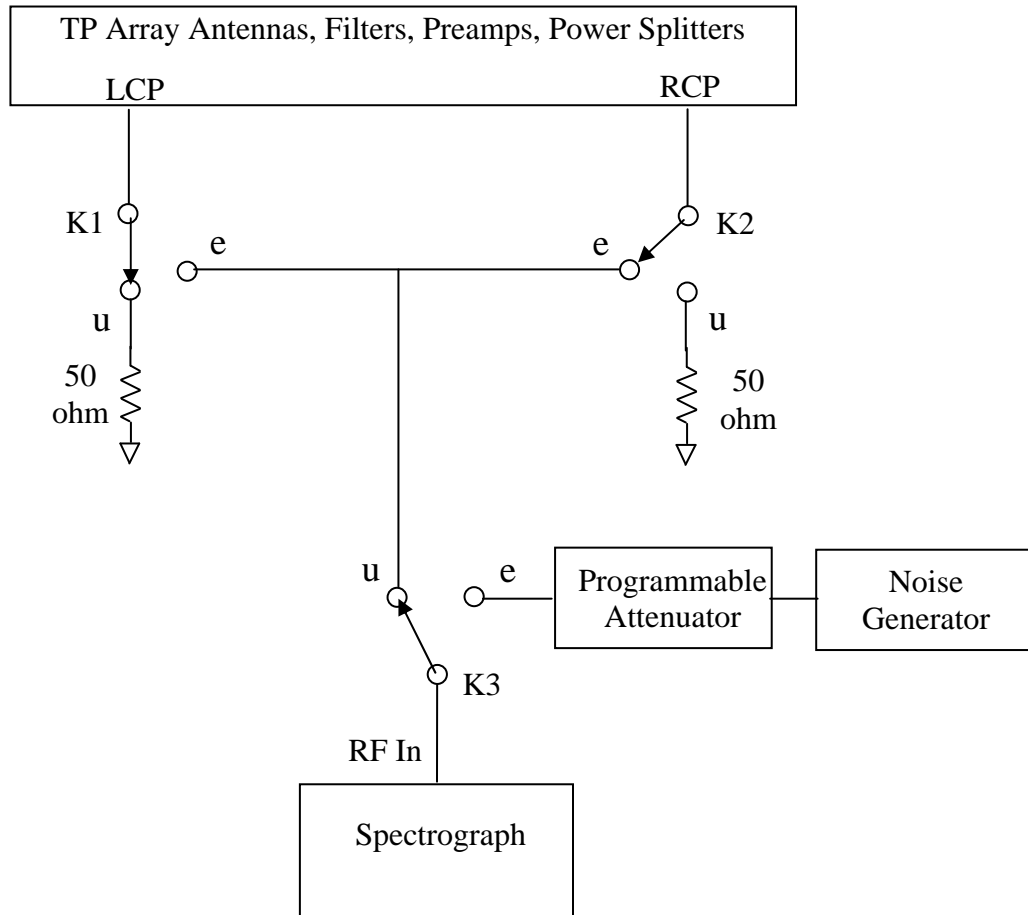 TP Array Antennas, Filters, Preamps, Power Splitters
LCP
RCP
K1
e
e
K2
u
u
50
ohm
50
ohm
u
e
Programmable
Attenuator
Noise
Generator
K3
RF In
Spectrograph